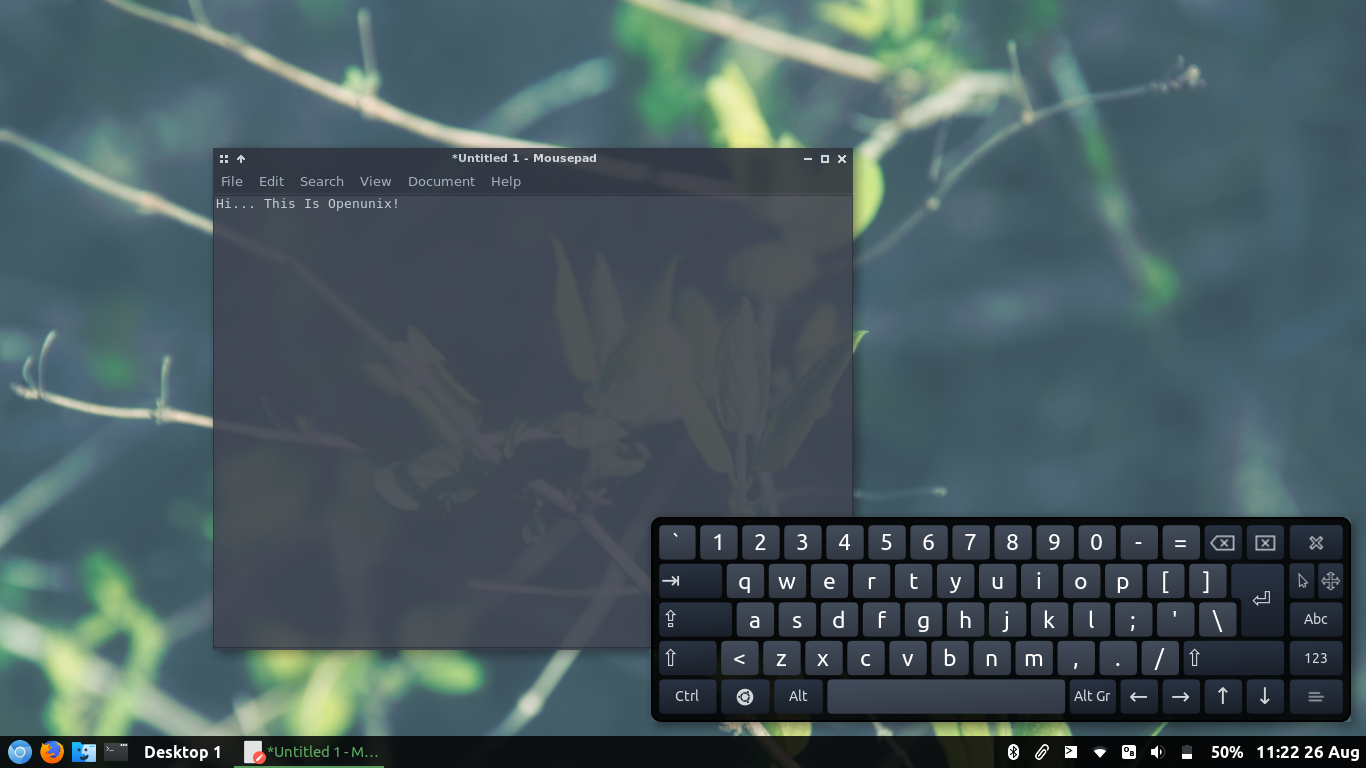 *Untitled 1 - Mousepad
File Edit Search View Document Help
Hi... This Is Openunix!
` 1 2 3 4 5 6 7 8 9 0 - =
q w e r t y u i o p [ ]
a s d f g h j k l ; ' \ Abc
< z x c v b n m , . / 123
Ctrl Alt Alt Gr
Desktop 1 *Untitled 1 - M... 50% 11:22 26 Aug